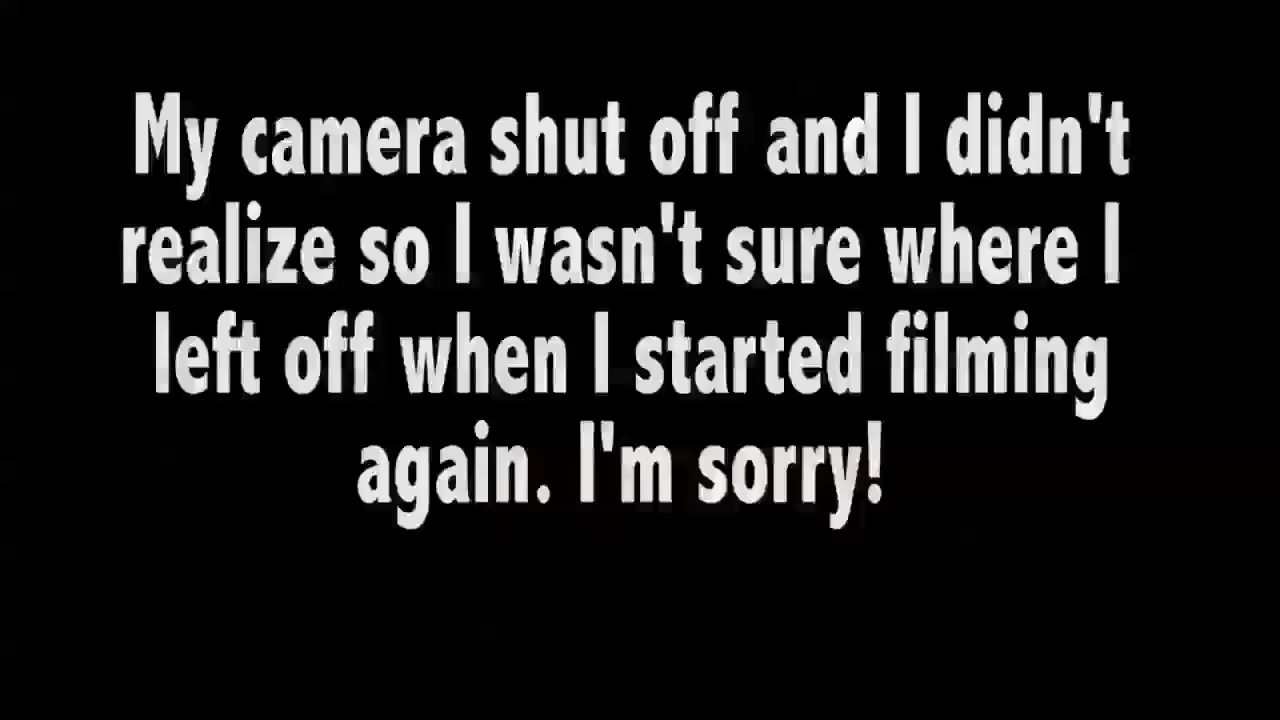 My camera shut off and I didn't
realize so I wasn't sure where I
left off when I started filming
again. I'm sorry!